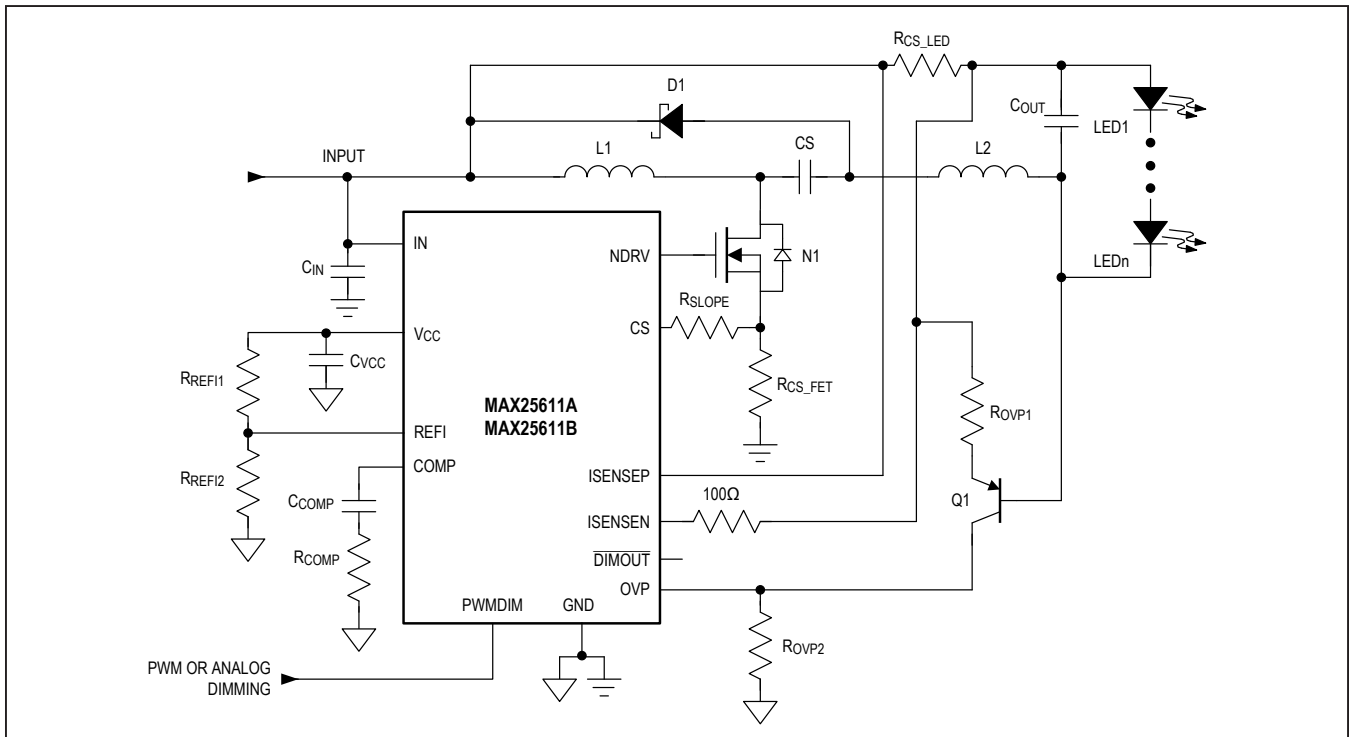 RCS_LED
D1
COUT
LED1
CS
L2
INPUT
L1
IN
NDRV
N1
LEDn
CIN
RSLOPE
CS
VCC
CVCC
RREFI1
RCS_FET
MAX25611A
MAX25611B
ROVP1
REFI
COMP
RREFI2
ISENSEP
CCOMP
100Ω
Q1
ISENSEN
RCOMP
DIMOUT
OVP
PWMDIM
GND
ROVP2
PWM OR ANALOG
DIMMING